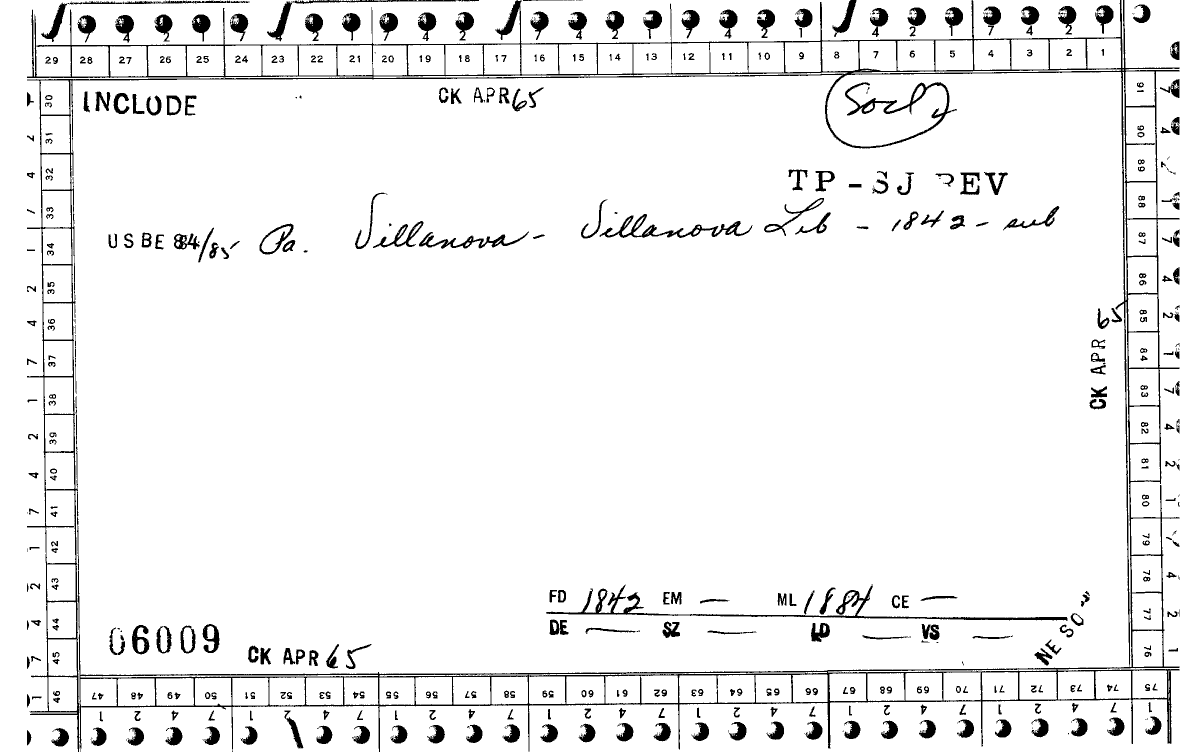 7 4 2 1 7 4 2 1 7 4 2 1 7 4 2 1 7 4 2 1 7 4 2 1
29 28 27 26 25 24 23 22 21 20 19 18 17 16 15 14 13 12 11 10 9 8 7 6 5 4 3 2 1
INCLUDE
CK APR 65
TP - SJ REV
USBE 84/85 Pa. Villanova - Villanova Lib - 1842 - sub
CK APR 65
FD 1842 EM — ML 1884 CE —
DE — SZ — LD — VS —
NE SO
06009
CK APR 65
30 31 32 33 34 35 36 37 38 39 40 41 42 43 44 45 46
91 90 89 88 87 86 85 84 83 82 81 80 79 78 77 76
47 48 49 50 51 52 53 54 55 56 57 58 59 60 61 62 63 64 65 66 67 68 69 70 71 72 73 74 75
1 2 4 7 1 2 4 7 1 2 4 7 1 2 4 7 1 2 4 7 1 2 4 7 1 2 4 7 1